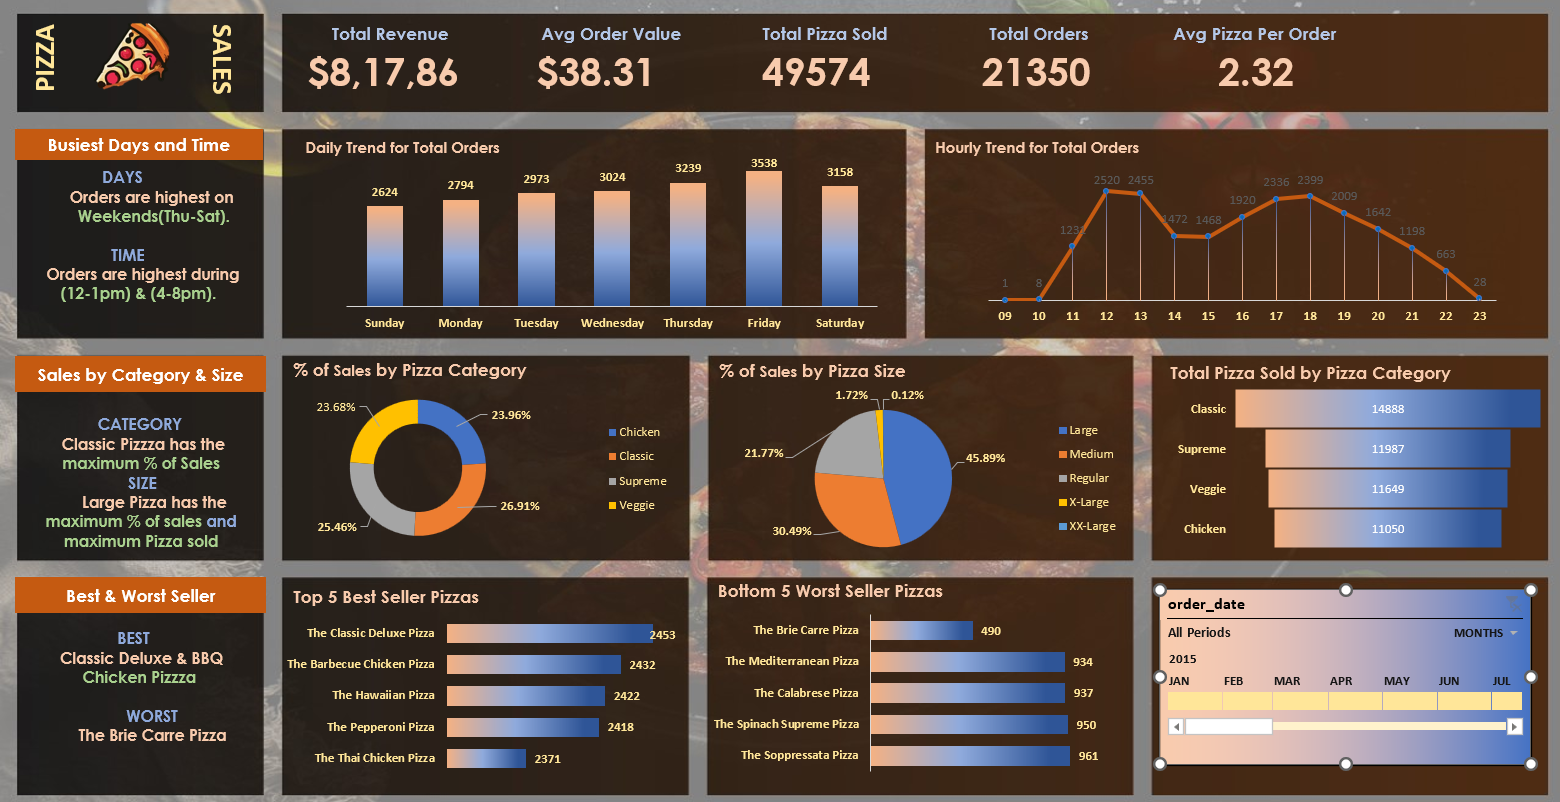 PIZZA
SALES
Total Revenue
$8,17,86
Avg Order Value
$38.31
Total Pizza Sold
49574
Total Orders
21350
Avg Pizza Per Order
2.32
Busiest Days and Time
DAYS
Orders are highest on
Weekends(Thu-Sat).
TIME
Orders are highest during
(12-1pm) & (4-8pm).
Daily Trend for Total Orders
2624 2794 2973 3024 3239 3538 3158
Sunday Monday Tuesday Wednesday Thursday Friday Saturday
Hourly Trend for Total Orders
1 8 1232 2520 2455 1472 1468 1920 2336 2399 2009 1642 1198 663 28
09 10 11 12 13 14 15 16 17 18 19 20 21 22 23
Sales by Category & Size
CATEGORY
Classic Pizzza has the
maximum % of Sales
SIZE
Large Pizza has the
maximum % of sales and
maximum Pizza sold
% of Sales by Pizza Category
23.68%
23.96%
25.46%
26.91%
Chicken
Classic
Supreme
Veggie
% of Sales by Pizza Size
1.72%
0.12%
21.77%
45.89%
30.49%
Large
Medium
Regular
X-Large
XX-Large
Total Pizza Sold by Pizza Category
Classic 14888
Supreme 11987
Veggie 11649
Chicken 11050
Best & Worst Seller
BEST
Classic Deluxe & BBQ
Chicken Pizzza
WORST
The Brie Carre Pizza
Top 5 Best Seller Pizzas
The Classic Deluxe Pizza 2453
The Barbecue Chicken Pizza 2432
The Hawaiian Pizza 2422
The Pepperoni Pizza 2418
The Thai Chicken Pizza 2371
Bottom 5 Worst Seller Pizzas
The Brie Carre Pizza 490
The Mediterranean Pizza 934
The Calabrese Pizza 937
The Spinach Supreme Pizza 950
The Soppressata Pizza 961
order_date
All Periods MONTHS
2015
JAN FEB MAR APR MAY JUN JUL